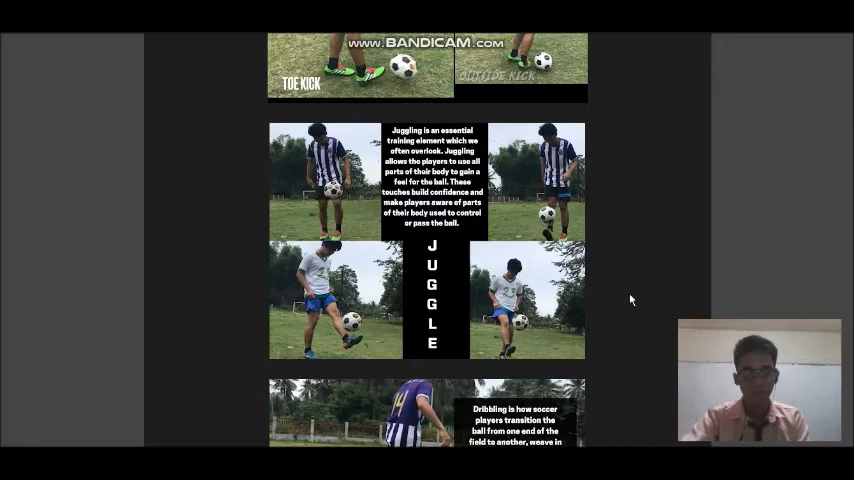 WWW.BANDICAM.COM
TOE KICK
OUTSIDE KICK
Juggling is an essential
training element which we
often overlook. Juggling
allows the players to use all
parts of their body to gain a
feel for the ball. These
touches build confidence and
make players aware of parts
of their body used to control
or pass the ball.
J
U
G
G
L
E
14
Dribbling is how soccer
players transition the
ball from one end of the
field to another, weave in